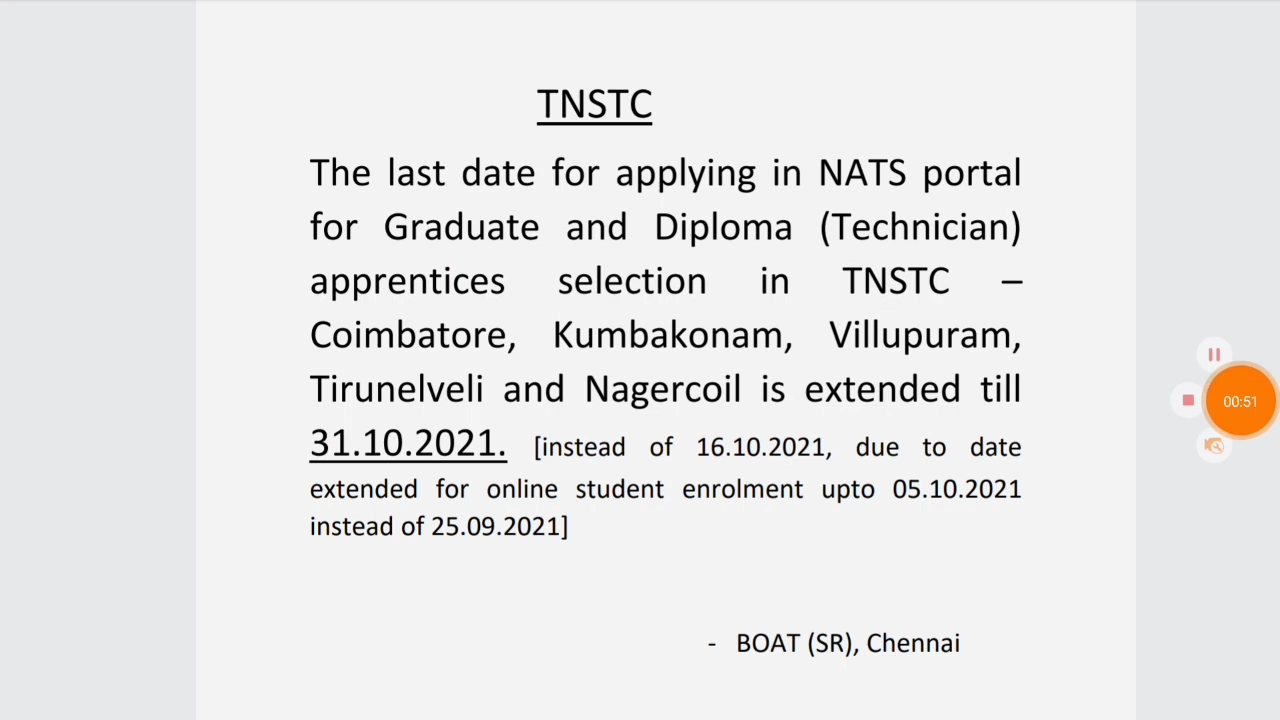 TNSTC
The last date for applying in NATS portal
for Graduate and Diploma (Technician)
apprentices selection in TNSTC –
Coimbatore, Kumbakonam, Villupuram,
Tirunelveli and Nagercoil is extended till
31.10.2021. [instead of 16.10.2021, due to date
extended for online student enrolment upto 05.10.2021
instead of 25.09.2021]
- BOAT (SR), Chennai
00:51